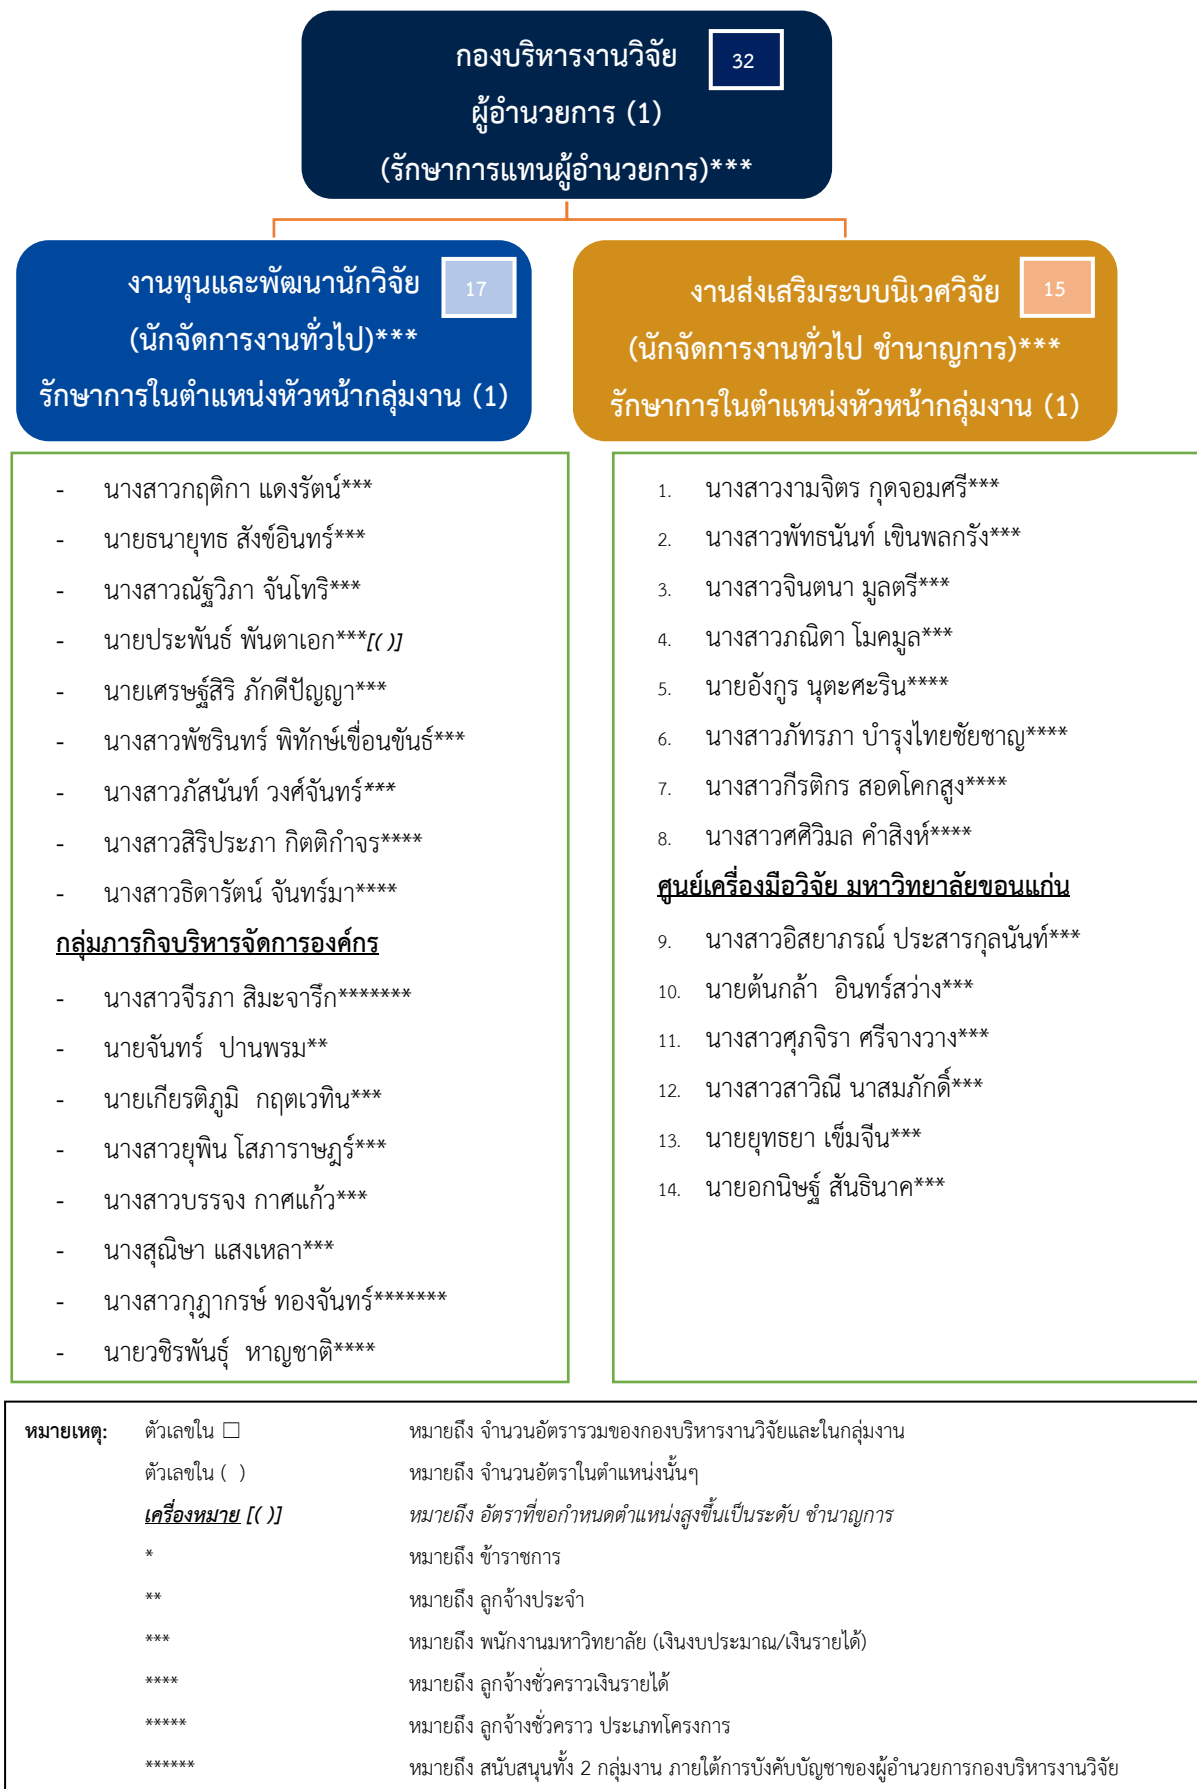 กองบริหารงานวิจัย 32
ผู้อำนวยการ (1)
(รักษาการแทนผู้อำนวยการ)***
งานทุนและพัฒนานักวิจัย 17
(นักจัดการงานทั่วไป)***
รักษาการในตำแหน่งหัวหน้ากลุ่มงาน (1)
งานส่งเสริมระบบนิเวศวิจัย 15
(นักจัดการงานทั่วไป ชำนาญการ)***
รักษาการในตำแหน่งหัวหน้ากลุ่มงาน (1)
- นางสาวกฤติกา แดงรัตน์***
- นายธนายุทธ สังข์อินทร์***
- นางสาวณัฐวิภา จันโทริ***
- นายประพันธ์ พันตาเอก***[( )]
- นายเศรษฐ์สิริ ภักดีปัญญา***
- นางสาวพัชรินทร์ พิทักษ์เขื่อนขันธ์***
- นางสาวภัสนันท์ วงศ์จันทร์***
- นางสาวสิริประภา กิตติกำจร****
- นางสาวธิดารัตน์ จันทร์มา****
กลุ่มภารกิจบริหารจัดการองค์กร
- นางสาวจีรภา สิมะจารึก*******
- นายจันทร์ ปานพรม**
- นายเกียรติภูมิ กฤตเวทิน***
- นางสาวยุพิน โสภาราษฎร์***
- นางสาวบรรจง กาศแก้ว***
- นางสุณิษา แสงเหลา***
- นางสาวกุฎากรษ์ ทองจันทร์*******
- นายวชิรพันธุ์ หาญชาติ****
1. นางสาวงามจิตร กุดจอมศรี***
2. นางสาวพัทธนันท์ เขินพลกรัง***
3. นางสาวจินตนา มูลตรี***
4. นางสาวภณิดา โมคมูล***
5. นายอังกูร นุตะศะริน****
6. นางสาวภัทรภา บำรุงไทยชัยชาญ****
7. นางสาวกีรติกร สอดโคกสูง****
8. นางสาวศศิวิมล คำสิงห์****
ศูนย์เครื่องมือวิจัย มหาวิทยาลัยขอนแก่น
9. นางสาวอิสยาภรณ์ ประสารกุลนันท์***
10. นายต้นกล้า อินทร์สว่าง***
11. นางสาวศุภจิรา ศรีจางวาง***
12. นางสาวสาวิณี นาสมภักดิ์***
13. นายยุทธยา เข็มจีน***
14. นายอกนิษฐ์ สันธินาค***
หมายเหตุ: ตัวเลขใน □ หมายถึง จำนวนอัตรารวมของกองบริหารงานวิจัยและในกลุ่มงาน
ตัวเลขใน ( ) หมายถึง จำนวนอัตราในตำแหน่งนั้นๆ
เครื่องหมาย [( )] หมายถึง อัตราที่ขอกำหนดตำแหน่งสูงขึ้นเป็นระดับ ชำนาญการ
* หมายถึง ข้าราชการ
** หมายถึง ลูกจ้างประจำ
*** หมายถึง พนักงานมหาวิทยาลัย (เงินงบประมาณ/เงินรายได้)
**** หมายถึง ลูกจ้างชั่วคราวเงินรายได้
***** หมายถึง ลูกจ้างชั่วคราว ประเภทโครงการ
****** หมายถึง สนับสนุนทั้ง 2 กลุ่มงาน ภายใต้การบังคับบัญชาของผู้อำนวยการกองบริหารงานวิจัย